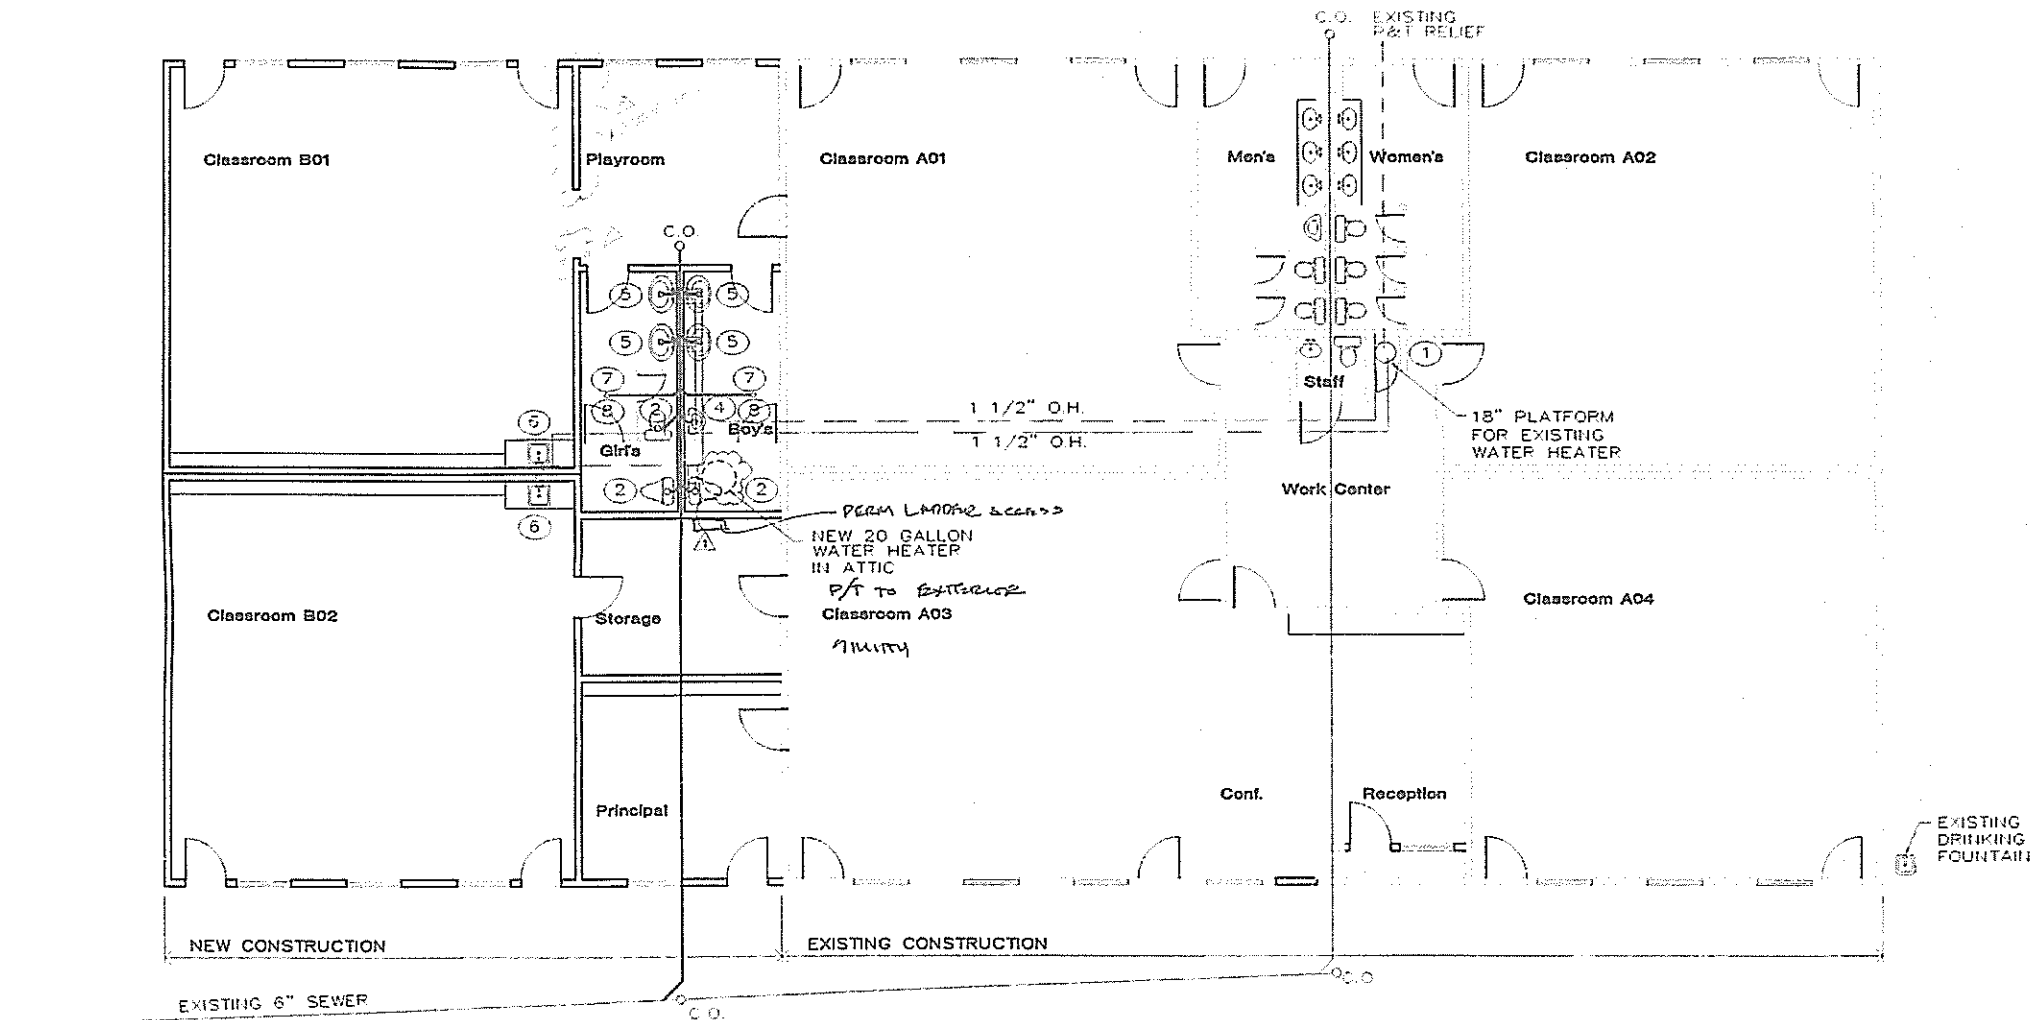 C.O. EXISTING
P&T RELIEF
Classroom B01
Playroom
Classroom A01
Men's
Women's
Classroom A02
C.O.
5
5
5
5
7
7
8
2
4
8
Girl's
Boy's
5
2
2
6
1
Staff
1 1/2" O.H.
1 1/2" O.H.
18" PLATFORM
FOR EXISTING
WATER HEATER
Work Center
PERM LADDER ACCESS
NEW 20 GALLON
WATER HEATER
IN ATTIC
P/T TO EXTERIOR
1
Classroom B02
Storage
Classroom A03
Classroom A04
Principal
Conf.
Reception
EXISTING
DRINKING
FOUNTAIN
NEW CONSTRUCTION
EXISTING CONSTRUCTION
C.O
EXISTING 6" SEWER
C.O.